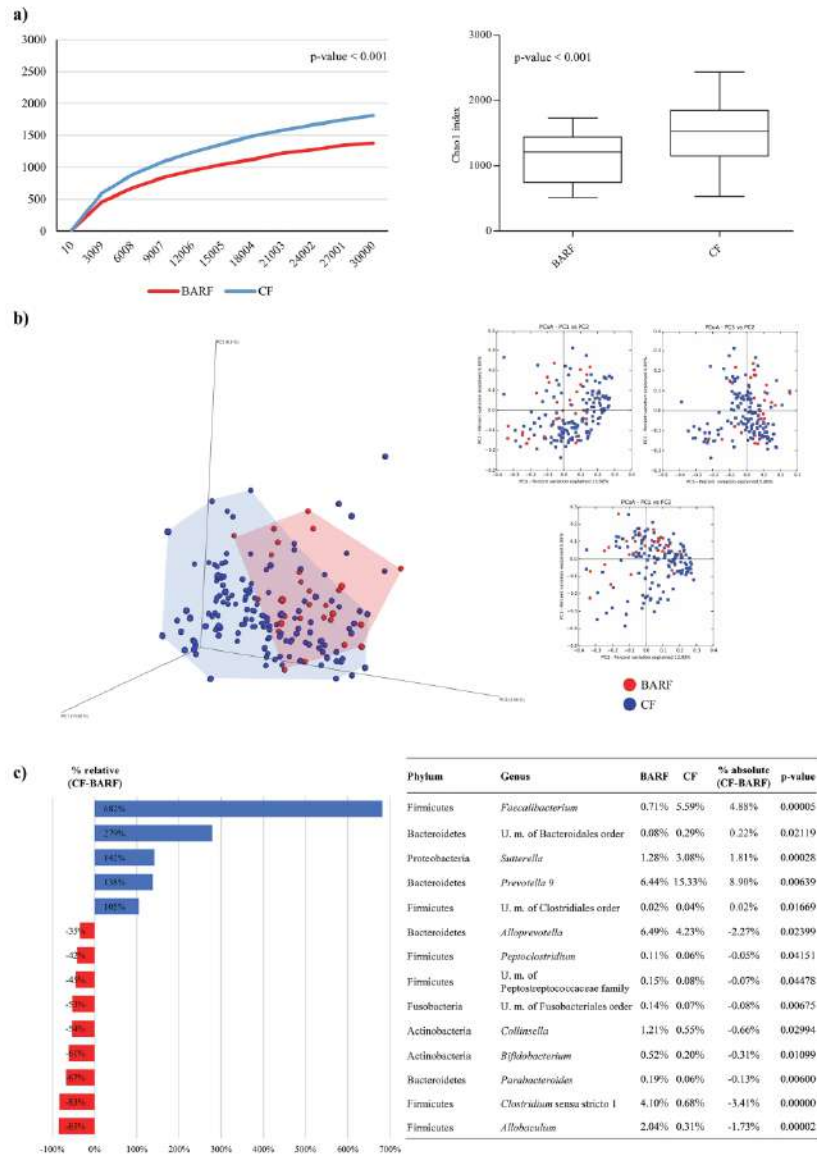 a)
3000
2500
2000
1500
1000
500
0
p-value < 0.001
10
3009
6008
9007
12006
15005
18004
21003
24002
27001
30000
BARF
CF
p-value < 0.001
Chao1 index
3000
2000
1000
0
BARF
CF
b)
PCoA - PC1 vs PC2
BARF
CF
c)
% relative
(CF-BARF)
682%
279%
142%
138%
105%
-35%
-42%
-45%
-53%
-54%
-61%
-67%
-83%
-85%
-100%
0%
100%
200%
300%
400%
500%
600%
700%
Phylum Genus BARF CF % absolute (CF-BARF) p-value
Firmicutes Faecalibacterium 0.71% 5.59% 4.88% 0.00005
Bacteroidetes U. m. of Bacteroidales order 0.08% 0.29% 0.22% 0.02119
Proteobacteria Sutterella 1.28% 3.08% 1.81% 0.00028
Bacteroidetes Prevotella 9 6.44% 15.33% 8.90% 0.00639
Firmicutes U. m. of Clostridiales order 0.02% 0.04% 0.02% 0.01669
Bacteroidetes Alloprevotella 6.49% 4.23% -2.27% 0.02399
Firmicutes Peptoclostridium 0.11% 0.06% -0.05% 0.04151
Firmicutes U. m. of Peptostreptococcaceae family 0.15% 0.08% -0.07% 0.04478
Fusobacteria U. m. of Fusobacteriales order 0.14% 0.07% -0.08% 0.00675
Actinobacteria Collinsella 1.21% 0.55% -0.66% 0.02994
Actinobacteria Bifidobacterium 0.52% 0.20% -0.31% 0.01099
Bacteroidetes Parabacteroides 0.19% 0.06% -0.13% 0.00600
Firmicutes Clostridium sensu stricto 1 4.10% 0.68% -3.41% 0.00000
Firmicutes Allobaculum 2.04% 0.31% -1.73% 0.00002